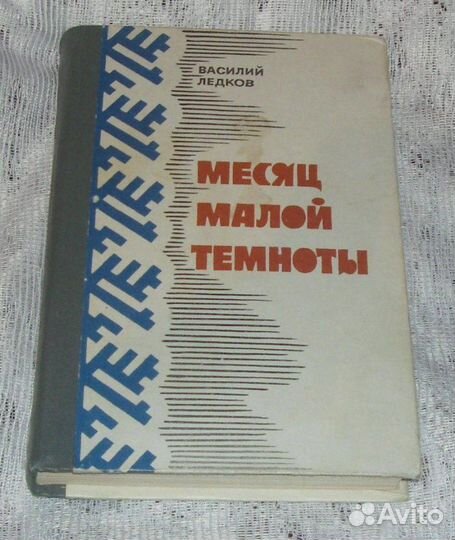 ВАСИЛИЙ
ЛЕДКОВ
МЕСЯЦ
МАЛОЙ
ТЕМНОТЫ
Avito